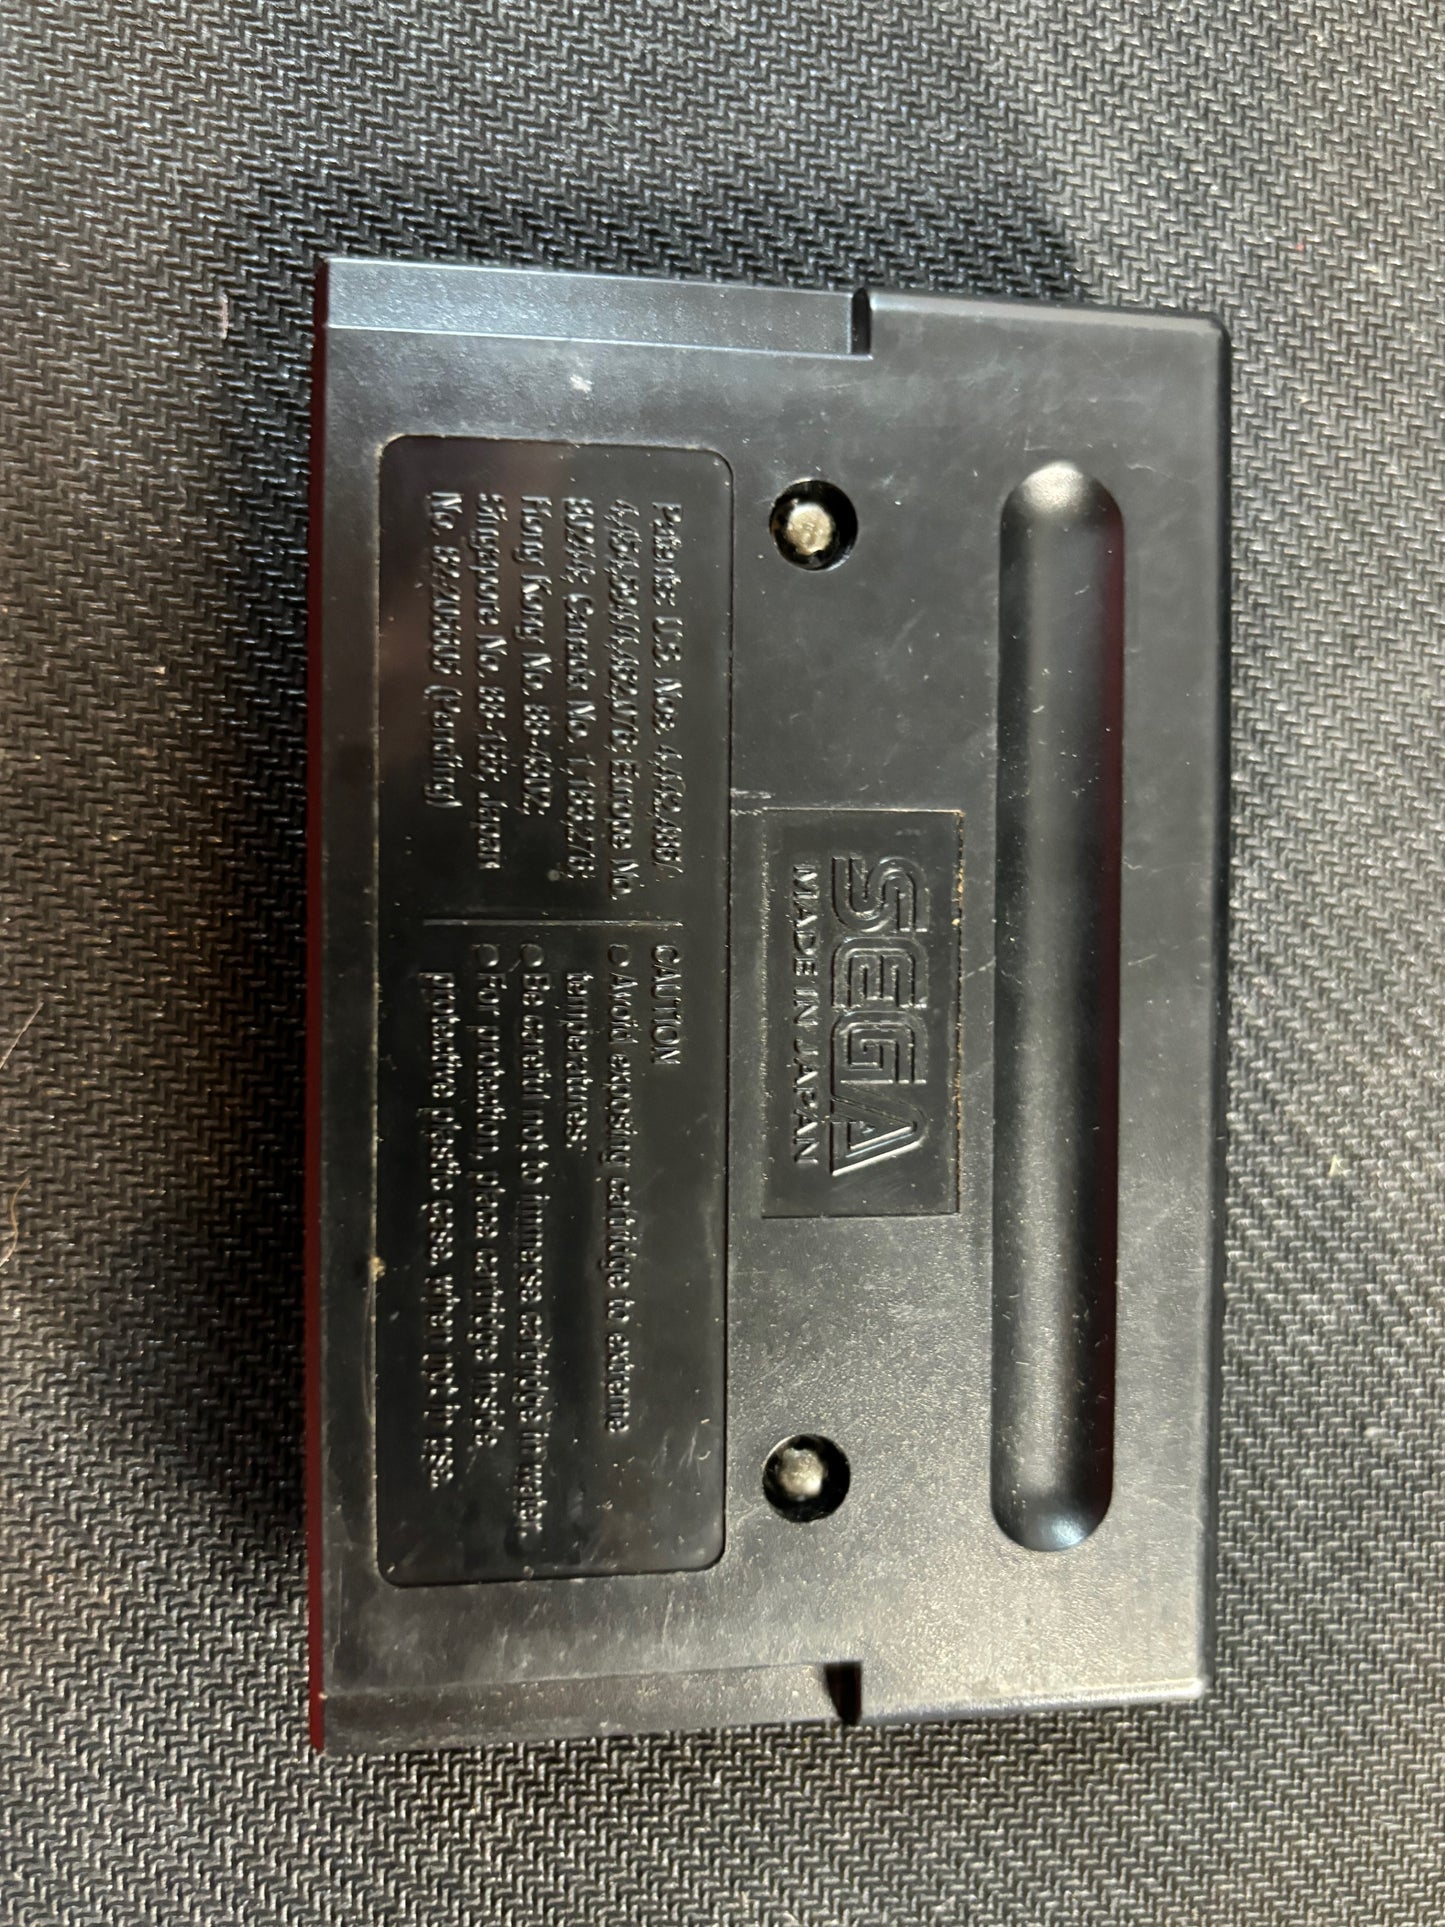 SEGA
MADE IN JAPAN
Patents: U.S. Nos. 4,442,486/
4,454,594/4,462,076; Europe No.
80244; Canada No. 1,183,276;
Hong Kong No. 88-4302;
Singapore No. 88-155; Japan
No. 82-205605 (Pending)
CAUTION
● Avoid exposing cartridge to extreme
temperatures.
● Be careful not to immerse cartridge in water.
● For protection, place cartridge inside
protective plastic case when not in use.